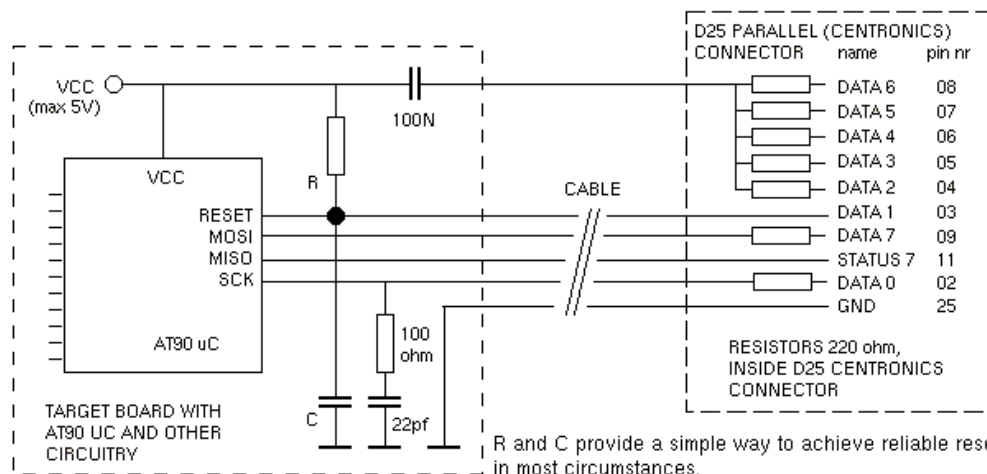 D25 PARALLEL (CENTRONICS)
CONNECTOR name pin nr
VCC
(max 5V)
100N
DATA 6 08
DATA 5 07
DATA 4 06
DATA 3 05
DATA 2 04
DATA 1 03
DATA 7 09
STATUS 7 11
DATA 0 02
GND 25
R
CABLE
VCC
RESET
MOSI
MISO
SCK
AT90 uC
100
ohm
C
22pf
RESISTORS 220 ohm,
INSIDE D25 CENTRONICS
CONNECTOR
TARGET BOARD WITH
AT90 UC AND OTHER
CIRCUITRY
R and C provide a simple way to achieve reliable rese
in most circumstances.